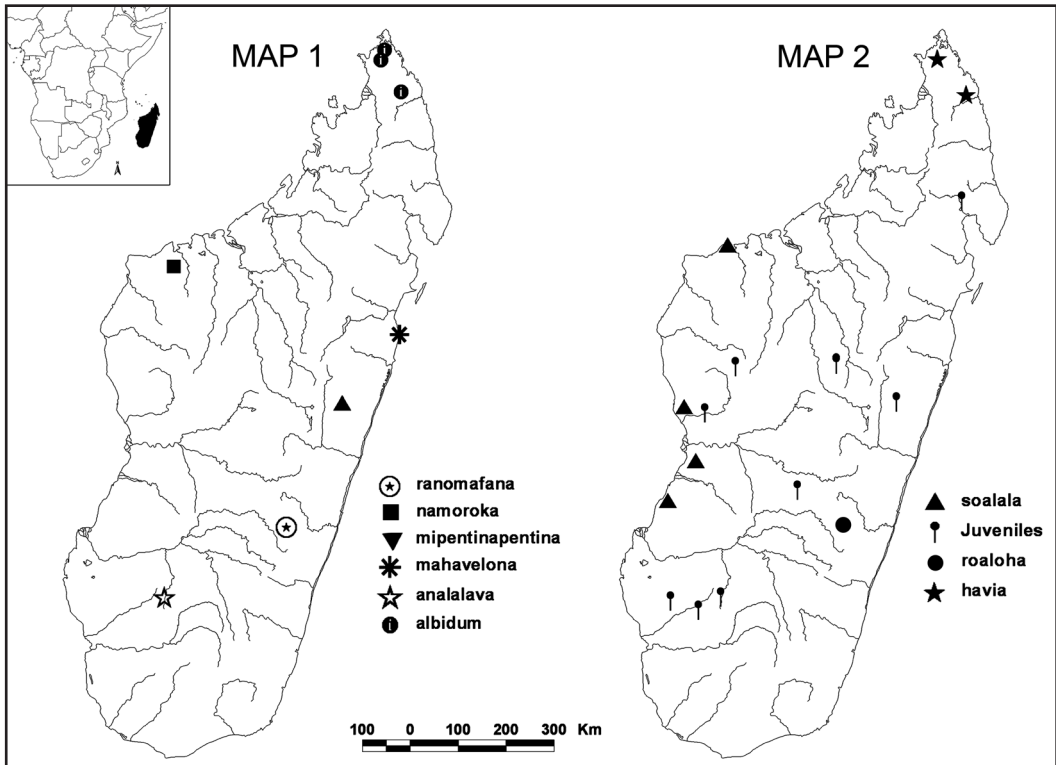 MAP 1
MAP 2
N
ranomafana
namoroka
mipentinapentina
mahavelona
analalava
albidum
soalala
Juveniles
roaloha
havia
100 0 100 200 300 Km